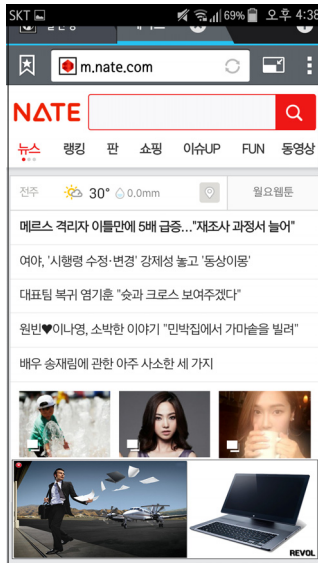 SKT 69% 오후 4:38
m.nate.com
NATE
뉴스 랭킹 판 쇼핑 이슈UP FUN 동영상
전주 30° 0.0mm 월요웹툰
메르스 격리자 이틀만에 5배 급증..."재조사 과정서 늘어"
여야, '시행령 수정·변경' 강제성 놓고 '동상이몽'
대표팀 복귀 염기훈 "슛과 크로스 보여주겠다"
원빈♥이나영, 소박한 이야기 "민박집에서 가마솥을 빌려"
배우 송재림에 관한 아주 사소한 세 가지
REVOL